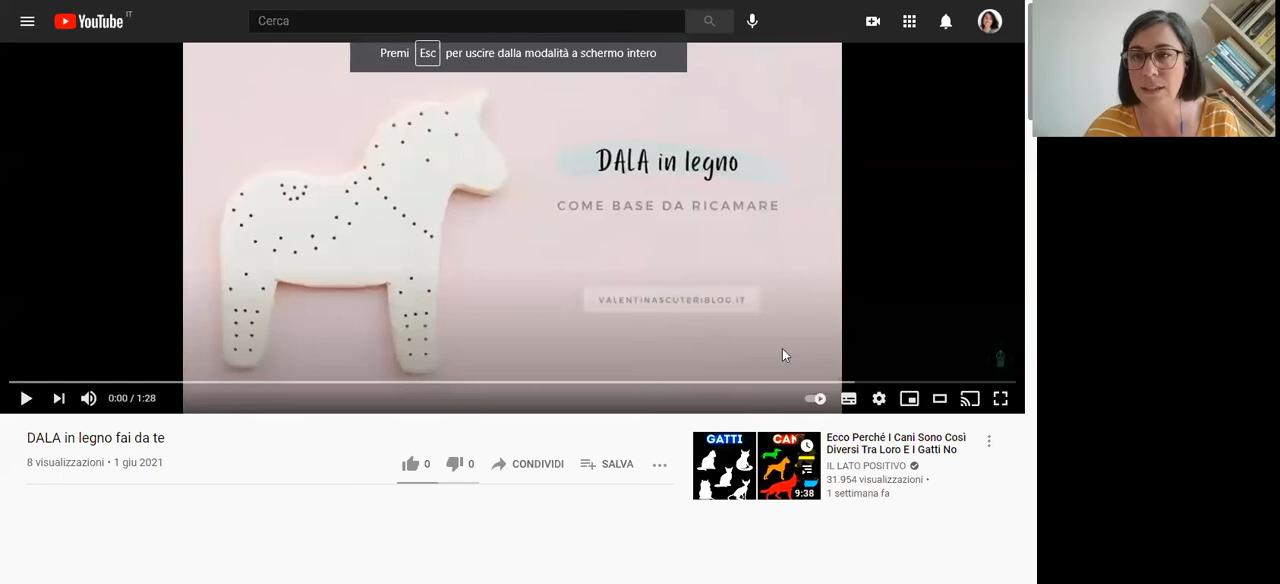 YouTube IT
Cerca
Premi Esc per uscire dalla modalità a schermo intero
DALA in legno
COME BASE DA RICAMARE
VALENTINASCUTERIBLOG.IT
0:00 / 1:28
DALA in legno fai da te
8 visualizzazioni • 1 giu 2021
0
0
CONDIVIDI
SALVA
GATTI
CAN
9:38
Ecco Perché I Cani Sono Così
Diversi Tra Loro E I Gatti No
IL LATO POSITIVO
31.954 visualizzazioni •
1 settimana fa